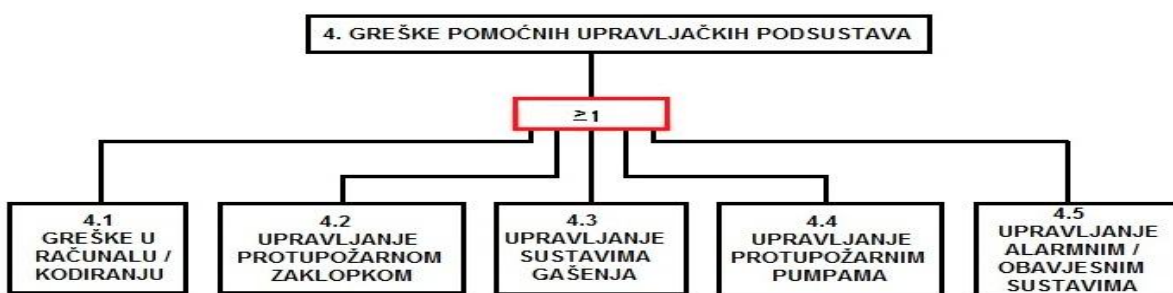 4. GREŠKE POMOĆNIH UPRAVLJAČKIH PODSUSTAVA
≥1
4.1
GREŠKE U
RAČUNALU /
KODIRANJU
4.2
UPRAVLJANJE
PROTUPOŽARNOM
ZAKLOPKOM
4.3
UPRAVLJANJE
SUSTAVIMA
GAŠENJA
4.4
UPRAVLJANJE
PROTUPOŽARNIM
PUMPAMA
4.5
UPRAVLJANJE
ALARMNIM /
OBAVJESNIM
SUSTAVIMA